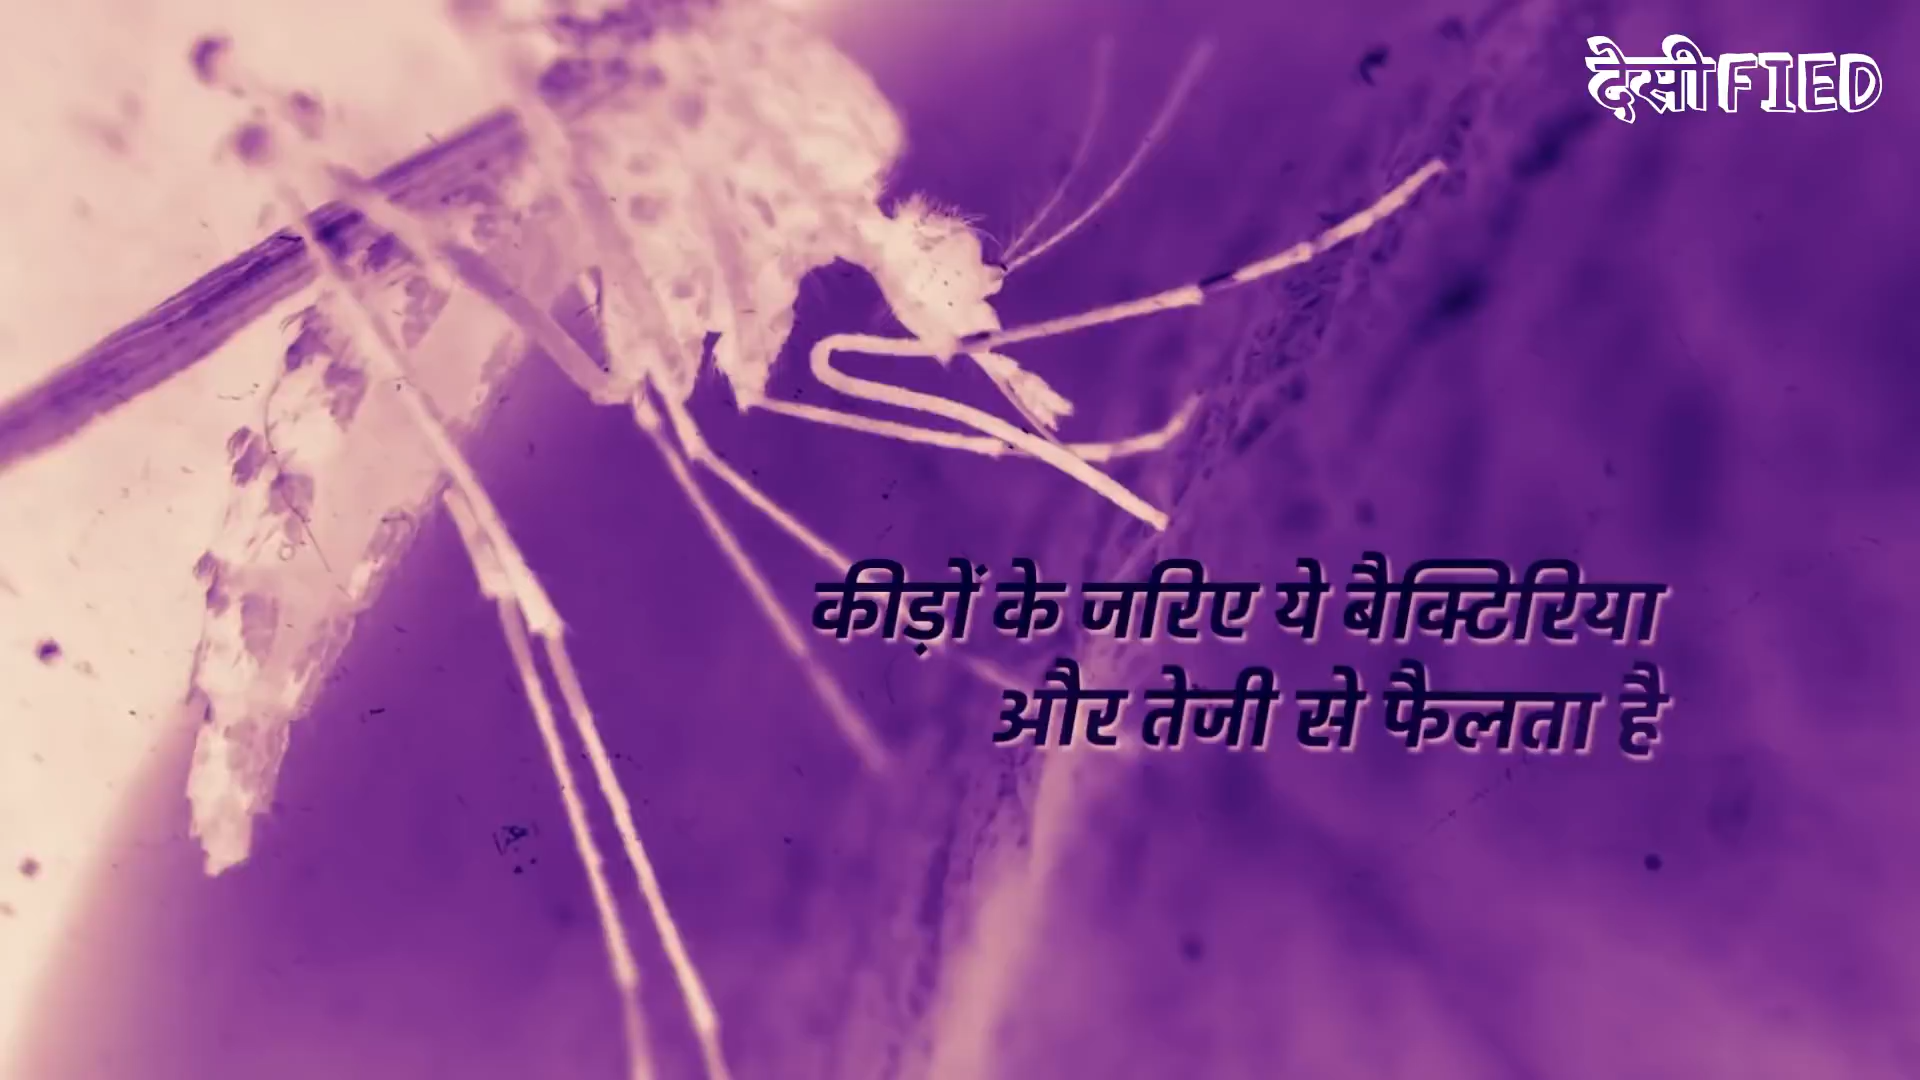 देसीFIED
कीड़ों के जरिए ये बैक्टिरिया
और तेजी से फैलता है